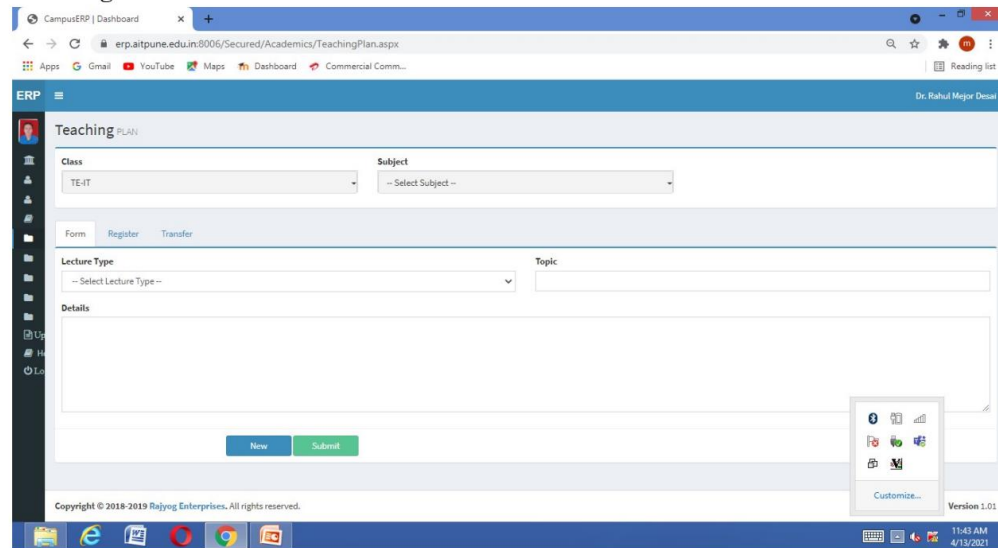 CampusERP | Dashboard
erp.aitpune.edu.in:8006/Secured/Academics/TeachingPlan.aspx
m
Apps Gmail YouTube Maps Dashboard Commercial Comm...
Reading list
ERP
Dr. Rahul Mejor Desai
Teaching PLAN
Class Subject
TE-IT -- Select Subject --
Form Register Transfer
Lecture Type Topic
-- Select Lecture Type --
Details
Up
He
Lo
New Submit
Customize...
Copyright © 2018-2019 Rajyog Enterprises. All rights reserved.
Version 1.01
11:43 AM
4/13/2021